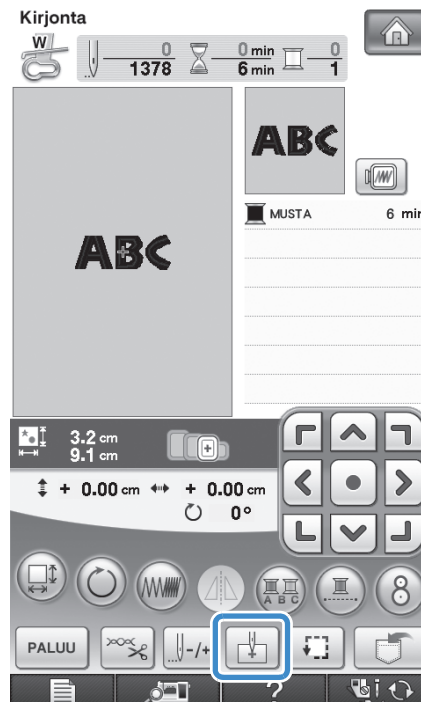 Kirjonta
W
0 0 min 0
1378 6 min 1
ABC
ABC
MUSTA 6 min
3.2 cm
9.1 cm
+ 0.00 cm + 0.00 cm
0°
A B C
8
PALUU -/+
? i